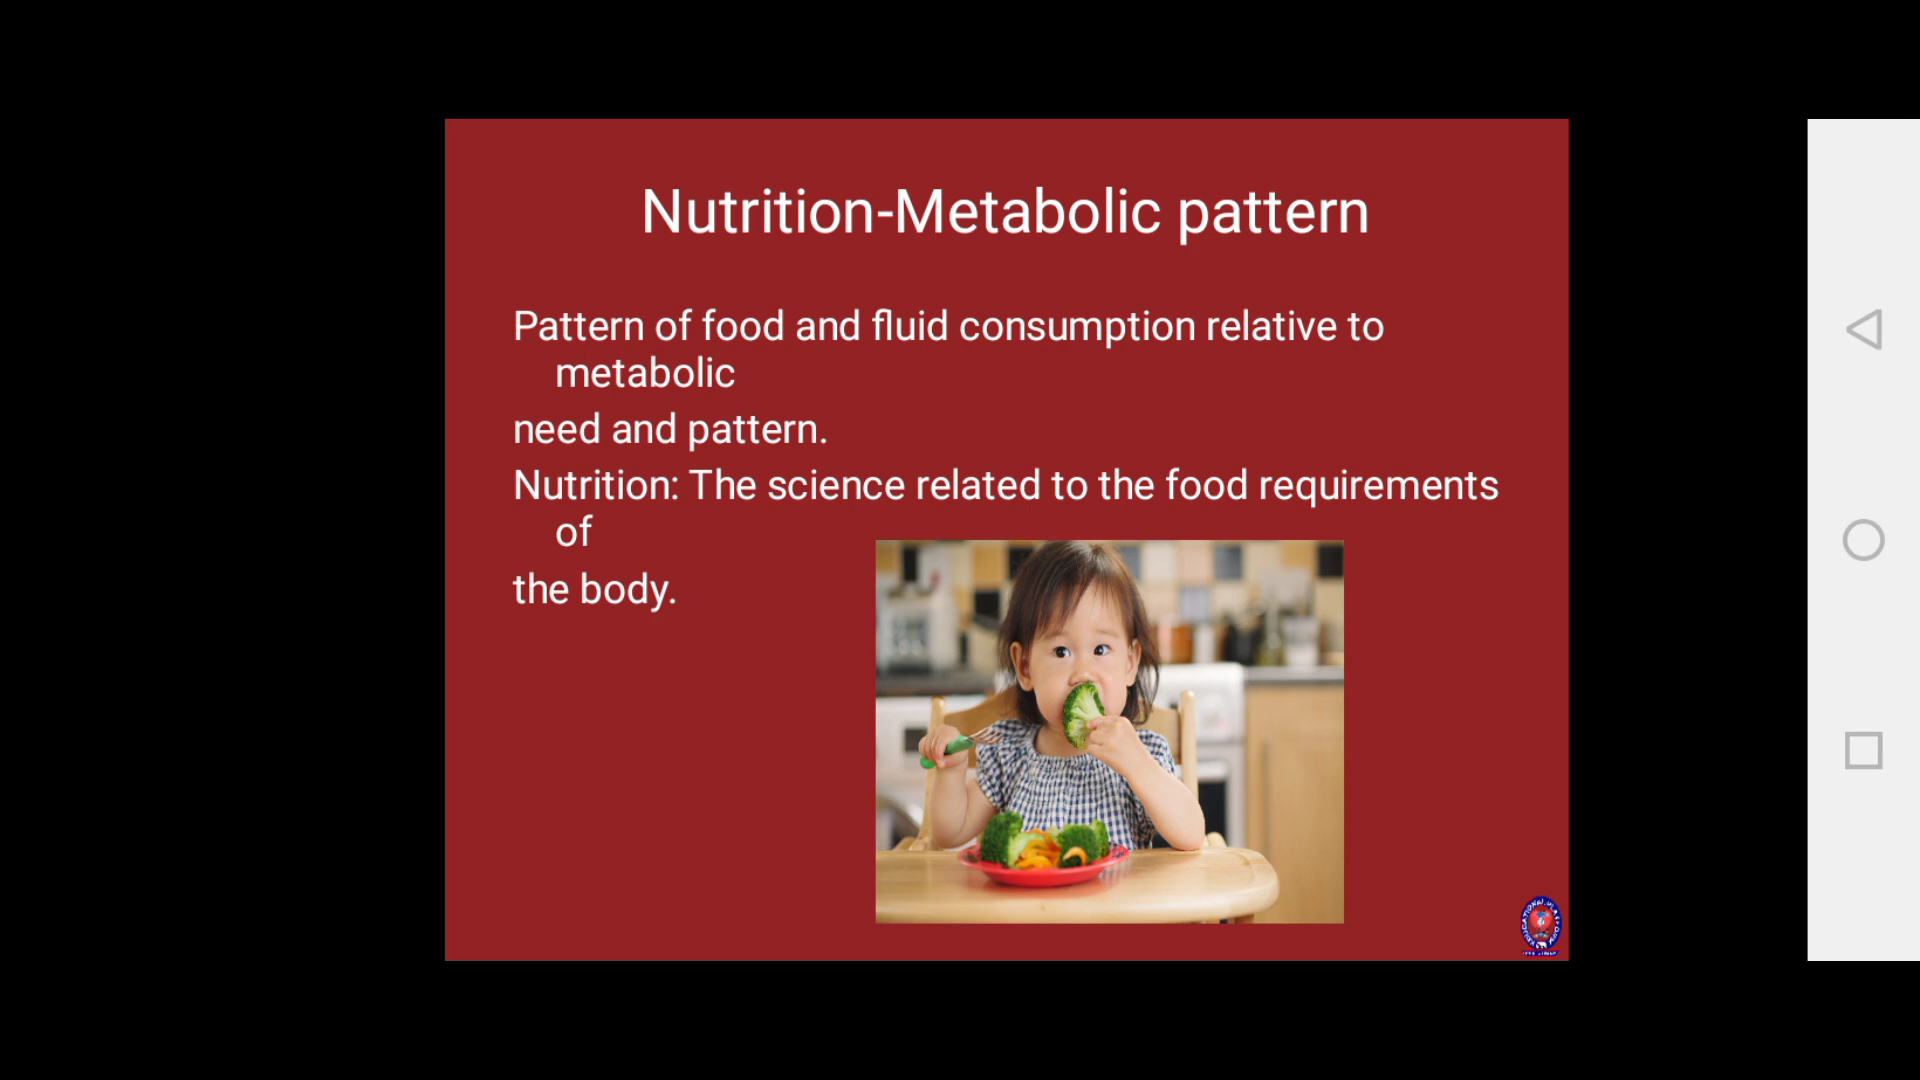 Nutrition-Metabolic pattern
Pattern of food and fluid consumption relative to
metabolic
need and pattern.
Nutrition: The science related to the food requirements
of
the body.